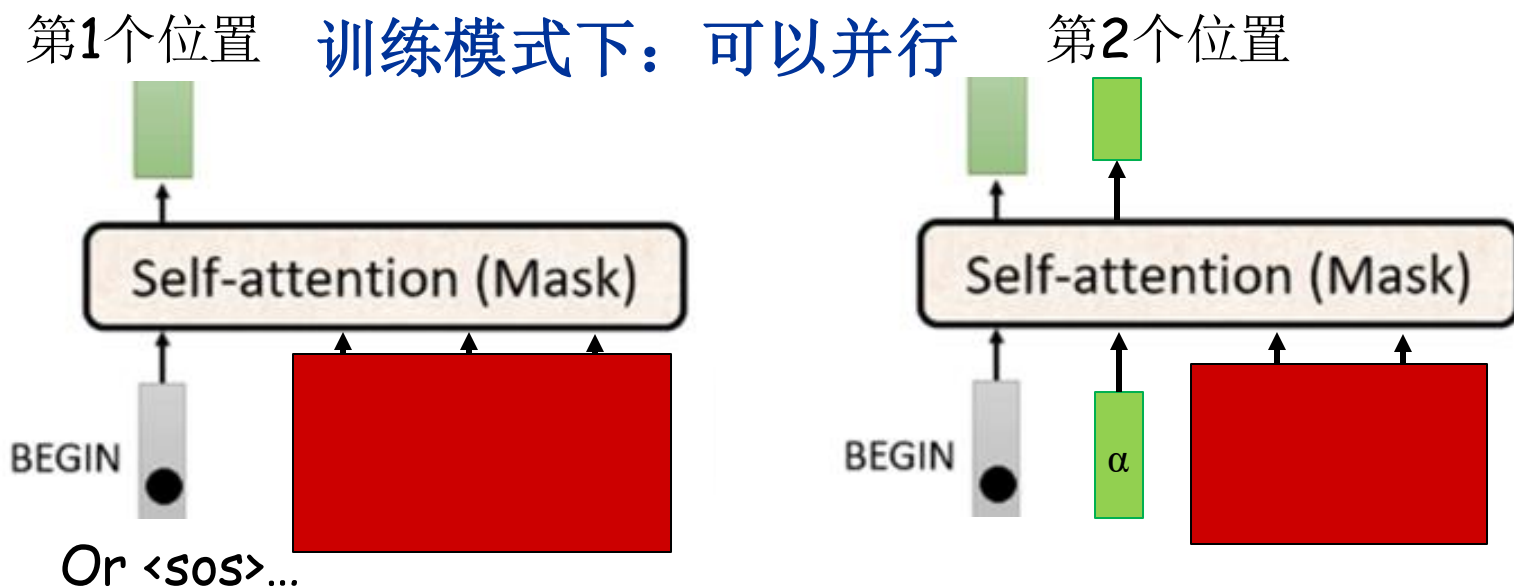 第1个位置
训练模式下：可以并行
第2个位置
Self-attention (Mask)
Self-attention (Mask)
BEGIN
BEGIN
α
Or <sos>…